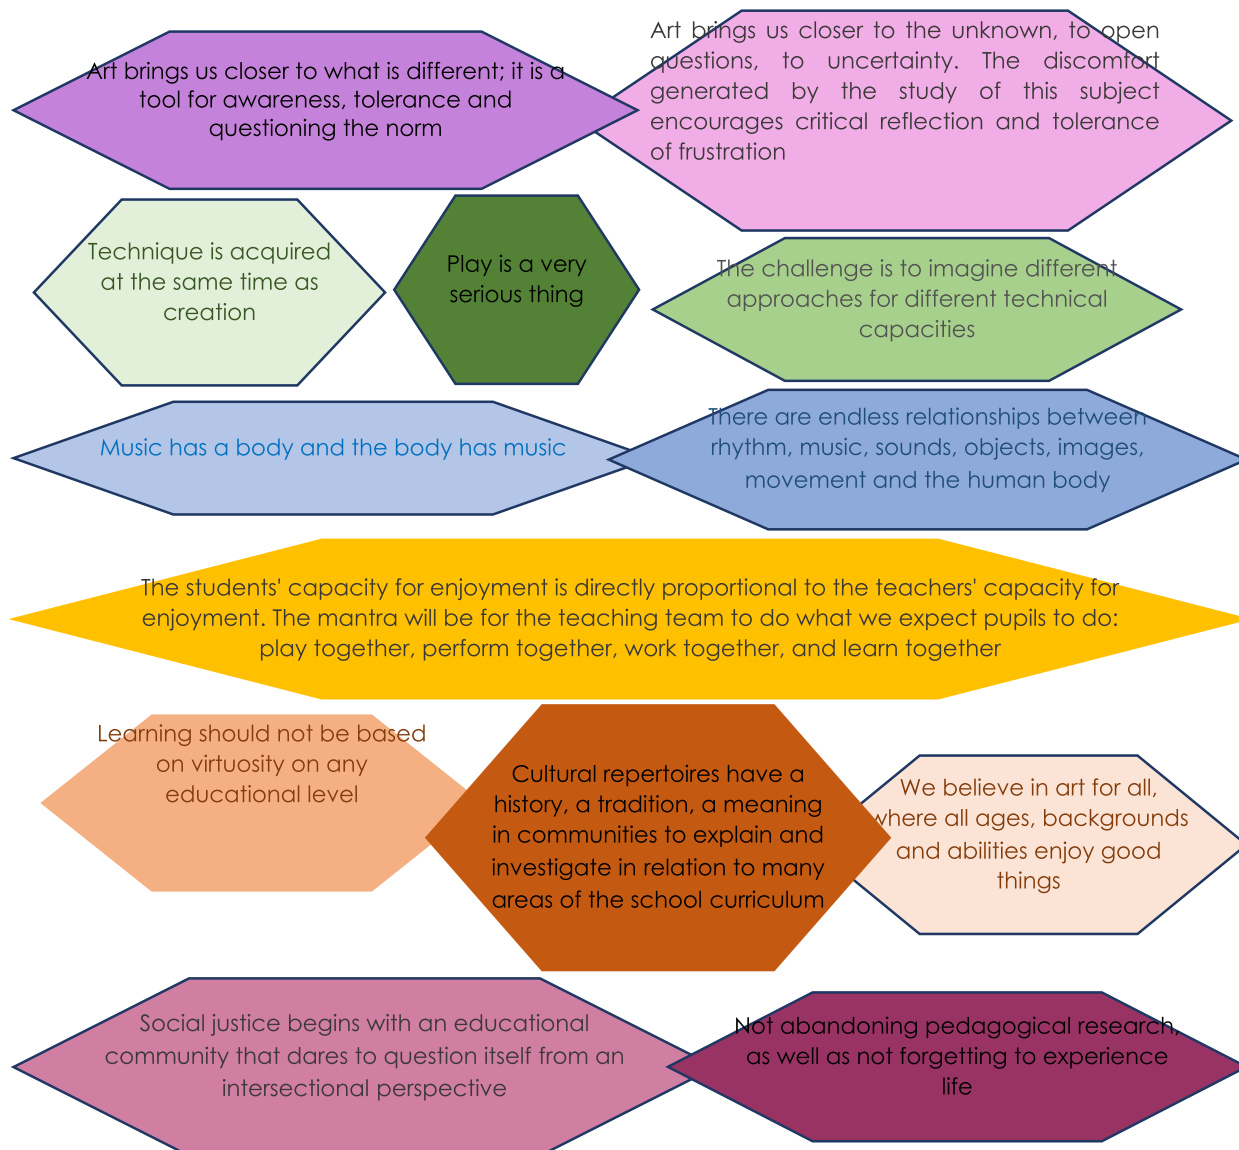 Art brings us closer to what is different; it is a
tool for awareness, tolerance and
questioning the norm
Art brings us closer to the unknown, to open
questions, to uncertainty. The discomfort
generated by the study of this subject
encourages critical reflection and tolerance
of frustration
Technique is acquired
at the same time as
creation
Play is a very
serious thing
The challenge is to imagine different
approaches for different technical
capacities
Music has a body and the body has music
There are endless relationships between
rhythm, music, sounds, objects, images,
movement and the human body
The students' capacity for enjoyment is directly proportional to the teachers' capacity for
enjoyment. The mantra will be for the teaching team to do what we expect pupils to do:
play together, perform together, work together, and learn together
Learning should not be based
on virtuosity on any
educational level
Cultural repertoires have a
history, a tradition, a meaning
in communities to explain and
investigate in relation to many
areas of the school curriculum
We believe in art for all,
where all ages, backgrounds
and abilities enjoy good
things
Social justice begins with an educational
community that dares to question itself from an
intersectional perspective
Not abandoning pedagogical research,
as well as not forgetting to experience
life